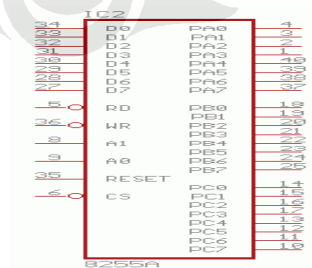 IC2
34 D0 PA0 4
33 D1 PA1 3
32 D2 PA2 2
31 D3 PA3 1
30 D4 PA4 40
29 D5 PA5 39
28 D6 PA6 38
27 D7 PA7 37
5 RD PB0 18
PB1 19
36 WR PB2 20
PB3 21
8 A1 PB4 22
PB5 23
9 A0 PB6 24
PB7 25
35 RESET PC0 14
PC1 15
6 CS PC2 16
PC3 17
PC4 13
PC5 12
PC6 11
PC7 10
8255A